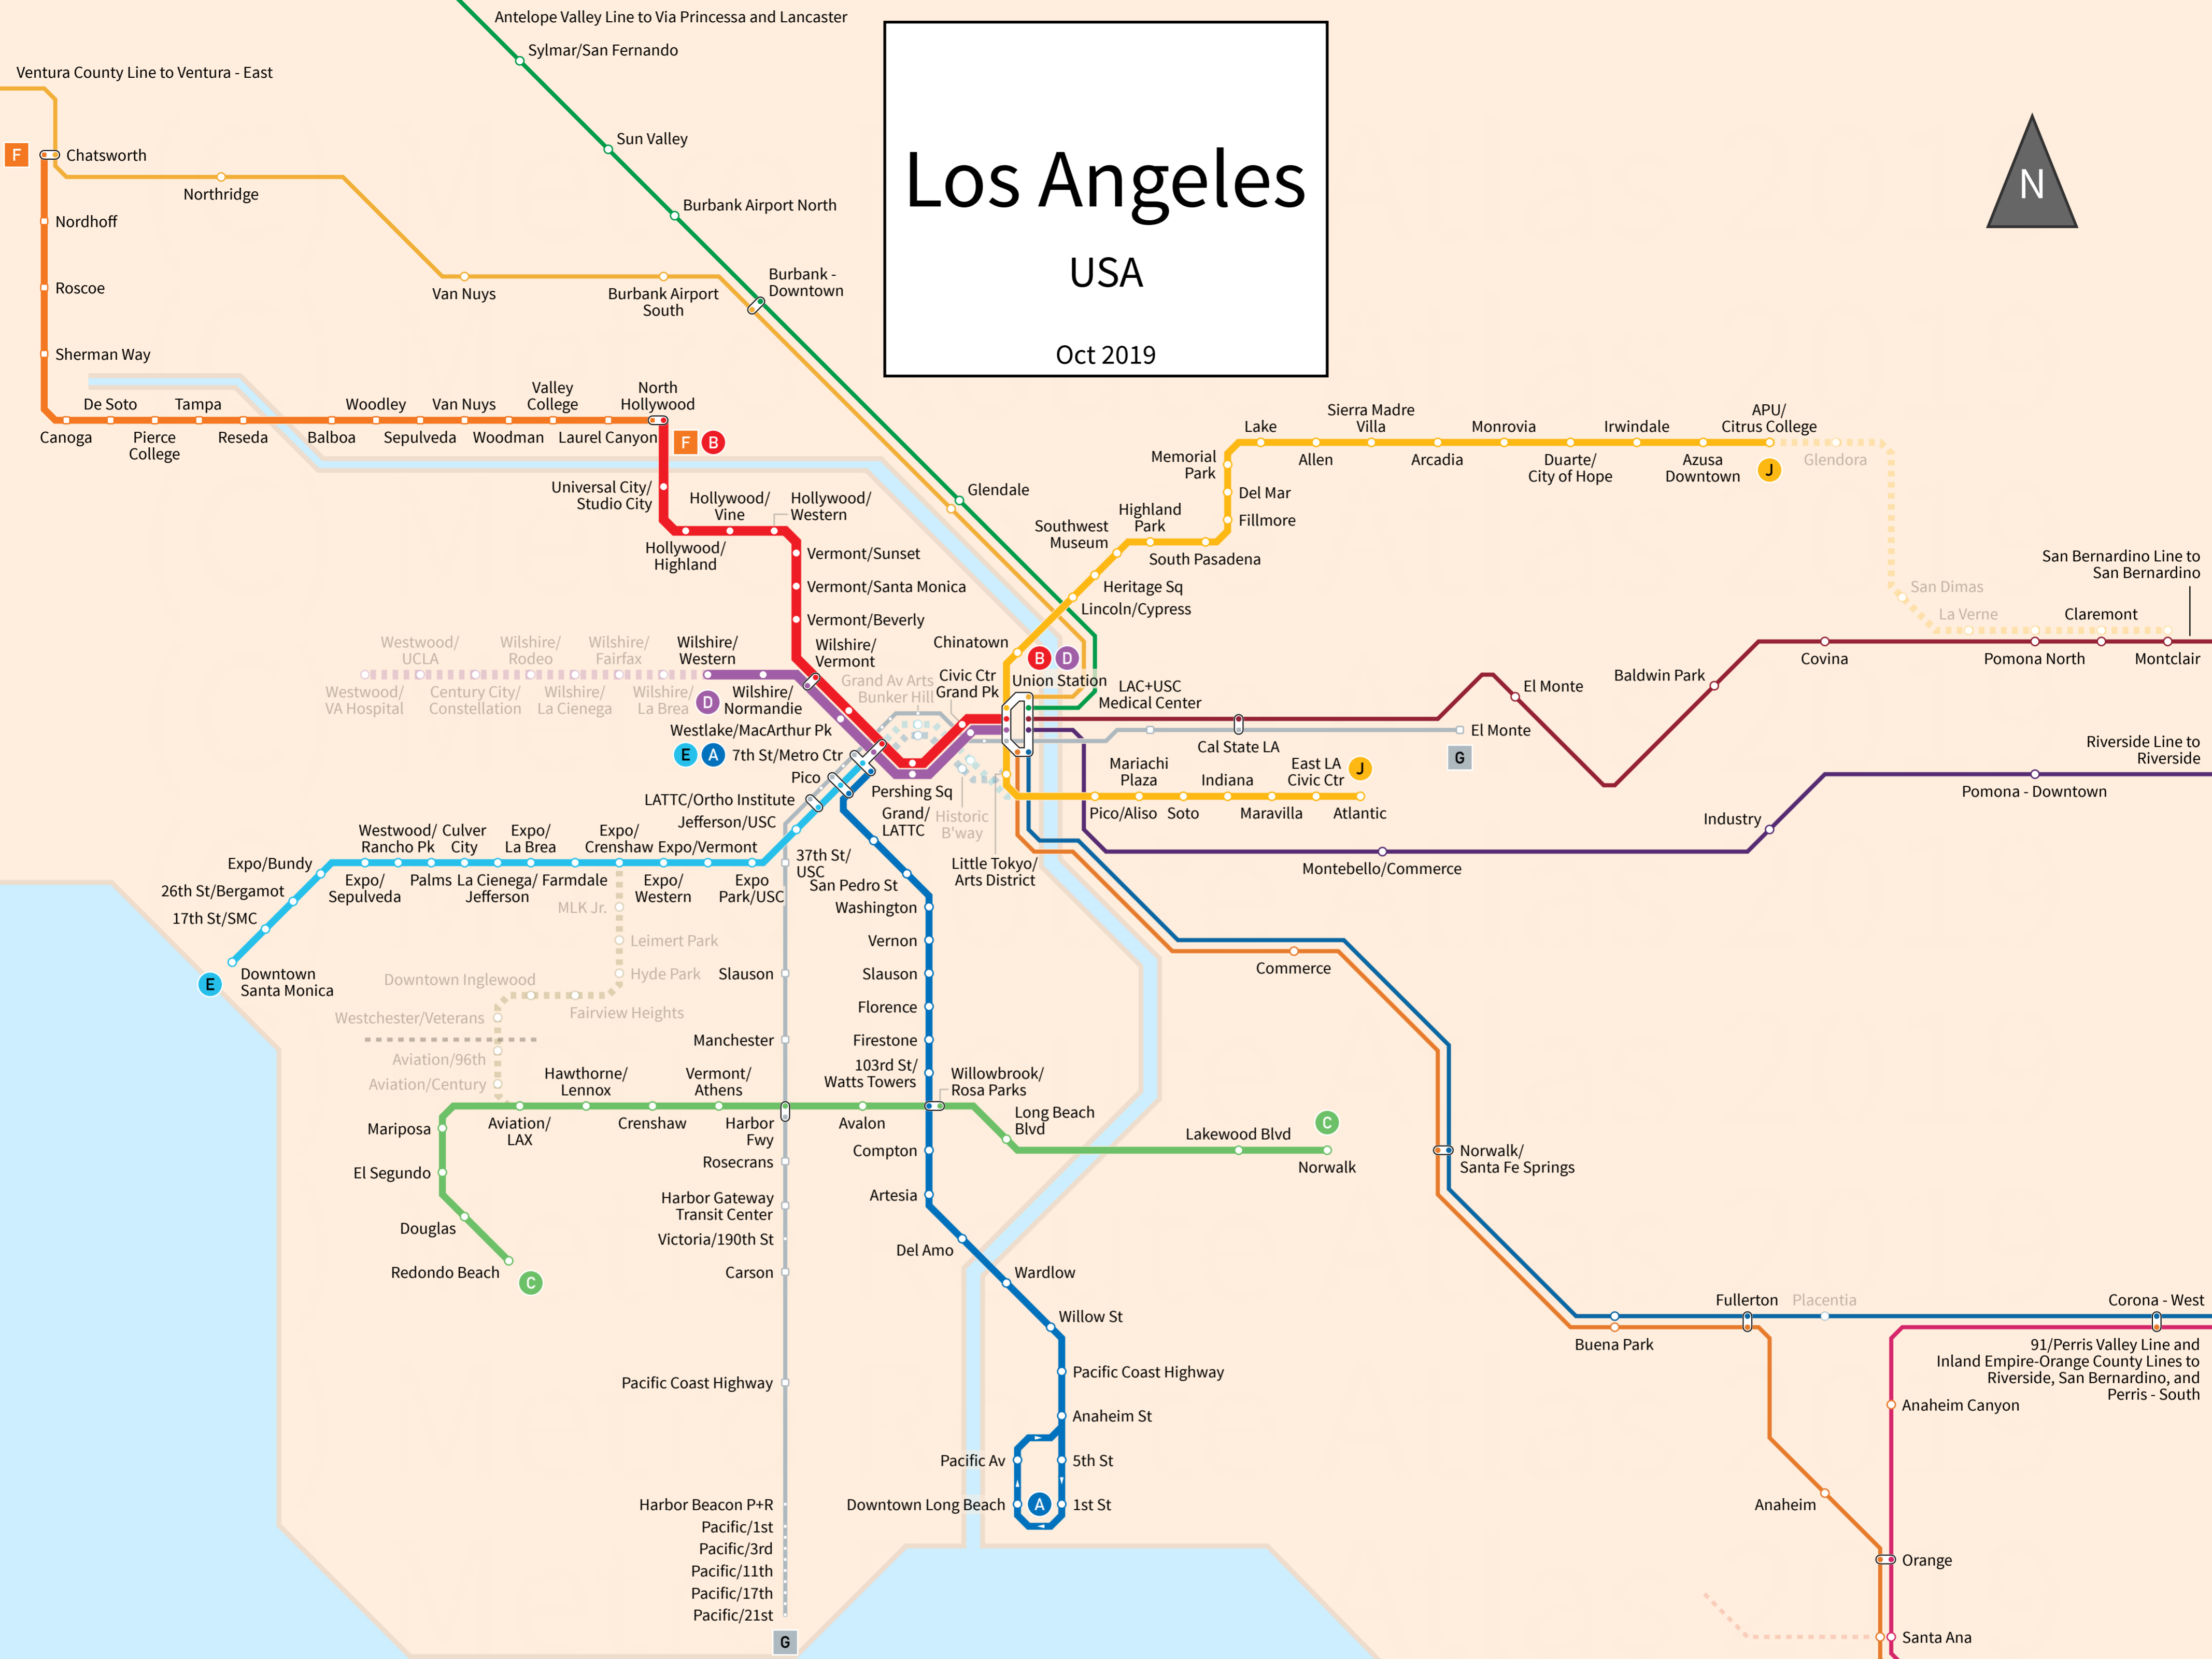 Antelope Valley Line to Via Princessa and Lancaster
Sylmar/San Fernando
Ventura County Line to Ventura - East
Los Angeles
USA
Oct 2019
N
Sun Valley
F
Chatsworth
Northridge
Burbank Airport North
Nordhoff
Burbank -
Downtown
Roscoe
Van Nuys
Burbank Airport
South
Sherman Way
De Soto
Tampa
Woodley
Van Nuys
Valley
College
North
Hollywood
Canoga
Pierce
College
Reseda
Balboa
Sepulveda
Woodman
Laurel Canyon
F
B
Lake
Sierra Madre
Villa
Monrovia
Irwindale
APU/
Citrus College
Memorial
Park
Allen
Arcadia
Duarte/
City of Hope
Azusa
Downtown
J
Glendora
Universal City/
Studio City
Hollywood/
Vine
Hollywood/
Western
Glendale
Del Mar
Highland
Park
Fillmore
Southwest
Museum
Hollywood/
Highland
Vermont/Sunset
South Pasadena
Vermont/Santa Monica
Heritage Sq
Lincoln/Cypress
Vermont/Beverly
San Bernardino Line to
San Bernardino
San Dimas
La Verne
Claremont
Westwood/
UCLA
Wilshire/
Rodeo
Wilshire/
Fairfax
Wilshire/
Western
Wilshire/
Vermont
Chinatown
B
D
Union Station
Covina
Pomona North
Montclair
Westwood/
VA Hospital
Century City/
Constellation
Wilshire/
La Cienega
Wilshire/
La Brea
D
Wilshire/
Normandie
Grand Av Arts
Bunker Hill
Civic Ctr
Grand Pk
LAC+USC
Medical Center
El Monte
Baldwin Park
Westlake/MacArthur Pk
E
A
7th St/Metro Ctr
Cal State LA
El Monte
G
Riverside Line to
Riverside
Pico
Pershing Sq
Mariachi
Plaza
Indiana
East LA
Civic Ctr
J
Pomona - Downtown
LATTC/Ortho Institute
Jefferson/USC
Grand/
LATTC
Historic
B'way
Pico/Aliso
Soto
Maravilla
Atlantic
Industry
Westwood/
Rancho Pk
Culver
City
Expo/
La Brea
Expo/
Crenshaw
Expo/Vermont
Expo/Bundy
37th St/
USC
Little Tokyo/
Arts District
Montebello/Commerce
Expo/
Sepulveda
Palms
La Cienega/
Jefferson
Farmdale
Expo/
Western
Expo
Park/USC
San Pedro St
26th St/Bergamot
17th St/SMC
MLK Jr.
Washington
Leimert Park
Vernon
Downtown
Santa Monica
E
Downtown Inglewood
Hyde Park
Slauson
Slauson
Commerce
Fairview Heights
Florence
Westchester/Veterans
Manchester
Firestone
Aviation/96th
Aviation/Century
Hawthorne/
Lennox
Vermont/
Athens
103rd St/
Watts Towers
Willowbrook/
Rosa Parks
Mariposa
Aviation/
LAX
Crenshaw
Harbor
Fwy
Avalon
Long Beach
Blvd
Lakewood Blvd
C
Norwalk
El Segundo
Rosecrans
Compton
Norwalk/
Santa Fe Springs
Harbor Gateway
Transit Center
Artesia
Douglas
Victoria/190th St
Del Amo
Redondo Beach
C
Carson
Wardlow
Willow St
Fullerton
Placentia
Corona - West
Buena Park
91/Perris Valley Line and
Inland Empire-Orange County Lines to
Riverside, San Bernardino, and
Perris - South
Pacific Coast Highway
Pacific Coast Highway
Anaheim St
Anaheim Canyon
Pacific Av
5th St
Harbor Beacon P+R
Downtown Long Beach
A
1st St
Anaheim
Pacific/1st
Pacific/3rd
Pacific/11th
Orange
Pacific/17th
Pacific/21st
G
Santa Ana